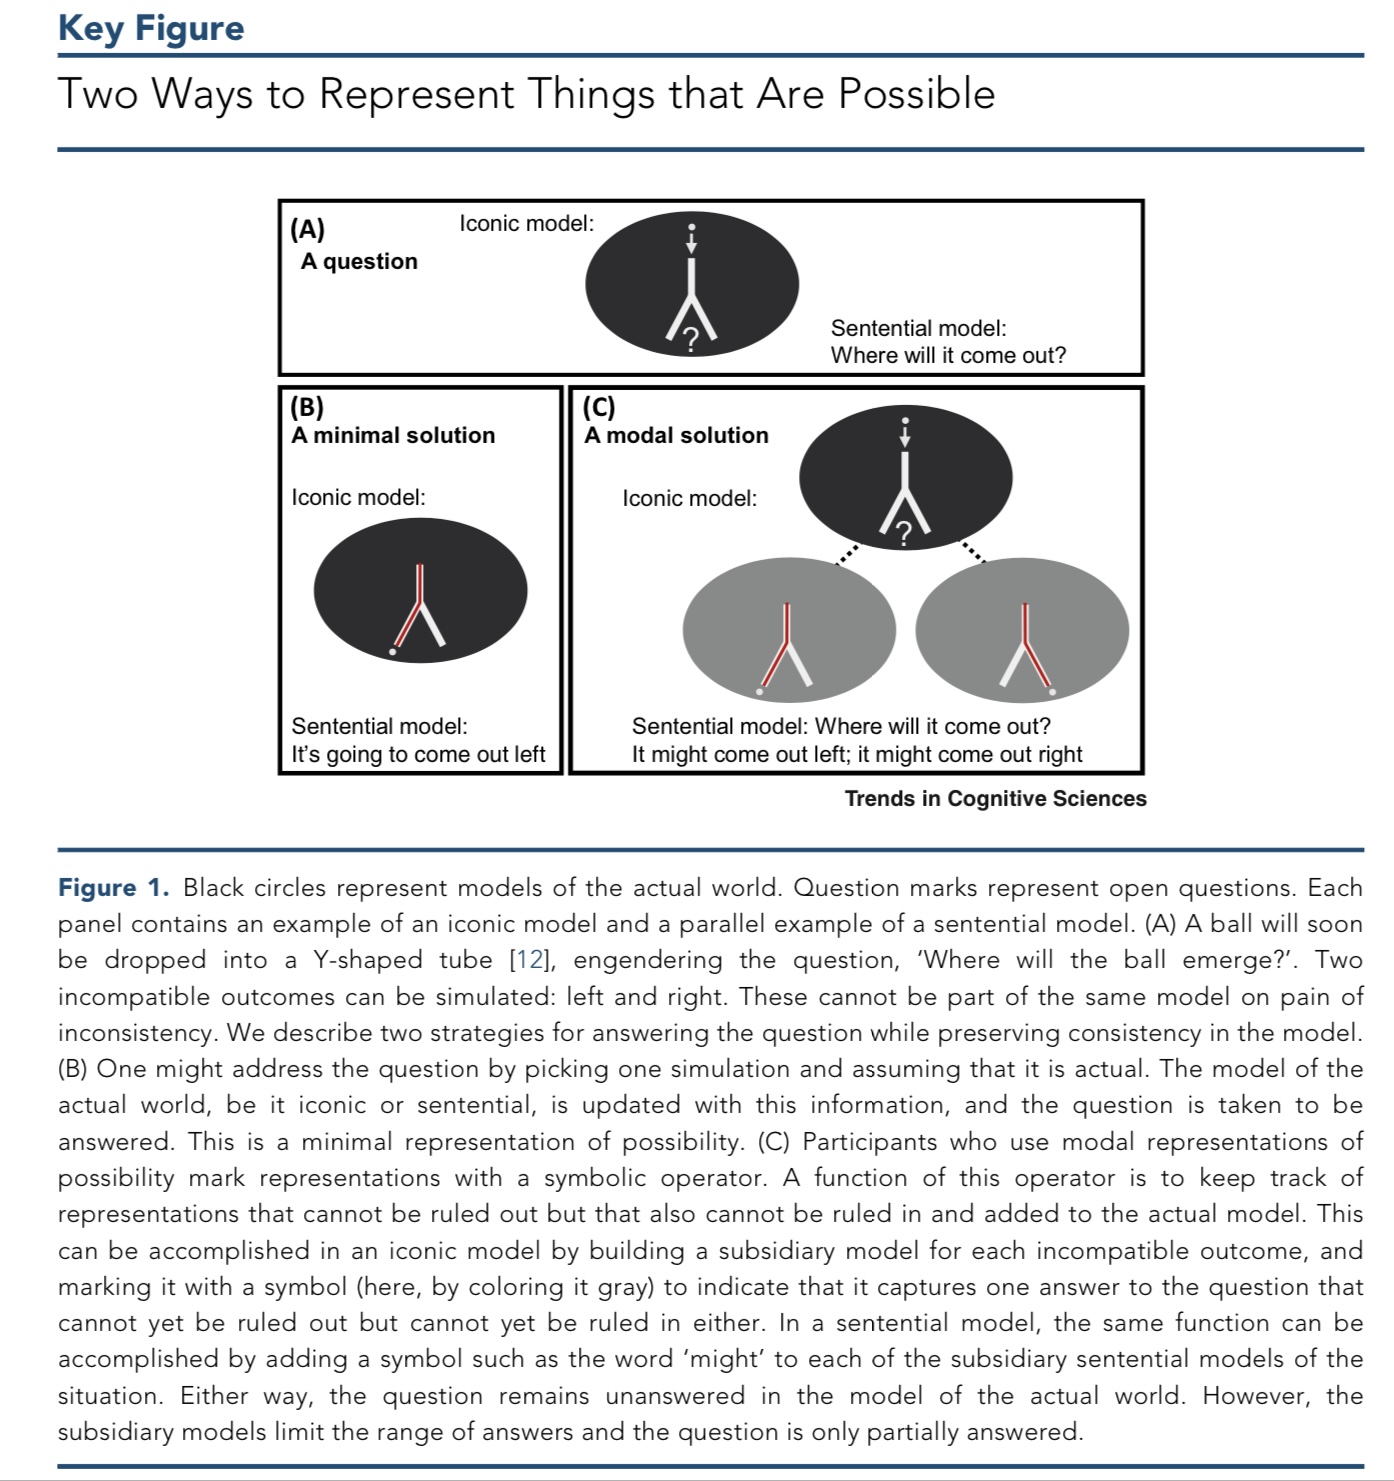 Key Figure
Two Ways to Represent Things that Are Possible
(A)
A question
Iconic model:
?
Sentential model:
Where will it come out?
(B)
A minimal solution
Iconic model:
Sentential model:
It's going to come out left
(C)
A modal solution
Iconic model:
?
Sentential model: Where will it come out?
It might come out left; it might come out right
Trends in Cognitive Sciences
Figure 1. Black circles represent models of the actual world. Question marks represent open questions. Each
panel contains an example of an iconic model and a parallel example of a sentential model. (A) A ball will soon
be dropped into a Y-shaped tube [12], engendering the question, 'Where will the ball emerge?'. Two
incompatible outcomes can be simulated: left and right. These cannot be part of the same model on pain of
inconsistency. We describe two strategies for answering the question while preserving consistency in the model.
(B) One might address the question by picking one simulation and assuming that it is actual. The model of the
actual world, be it iconic or sentential, is updated with this information, and the question is taken to be
answered. This is a minimal representation of possibility. (C) Participants who use modal representations of
possibility mark representations with a symbolic operator. A function of this operator is to keep track of
representations that cannot be ruled out but that also cannot be ruled in and added to the actual model. This
can be accomplished in an iconic model by building a subsidiary model for each incompatible outcome, and
marking it with a symbol (here, by coloring it gray) to indicate that it captures one answer to the question that
cannot yet be ruled out but cannot yet be ruled in either. In a sentential model, the same function can be
accomplished by adding a symbol such as the word 'might' to each of the subsidiary sentential models of the
situation. Either way, the question remains unanswered in the model of the actual world. However, the
subsidiary models limit the range of answers and the question is only partially answered.